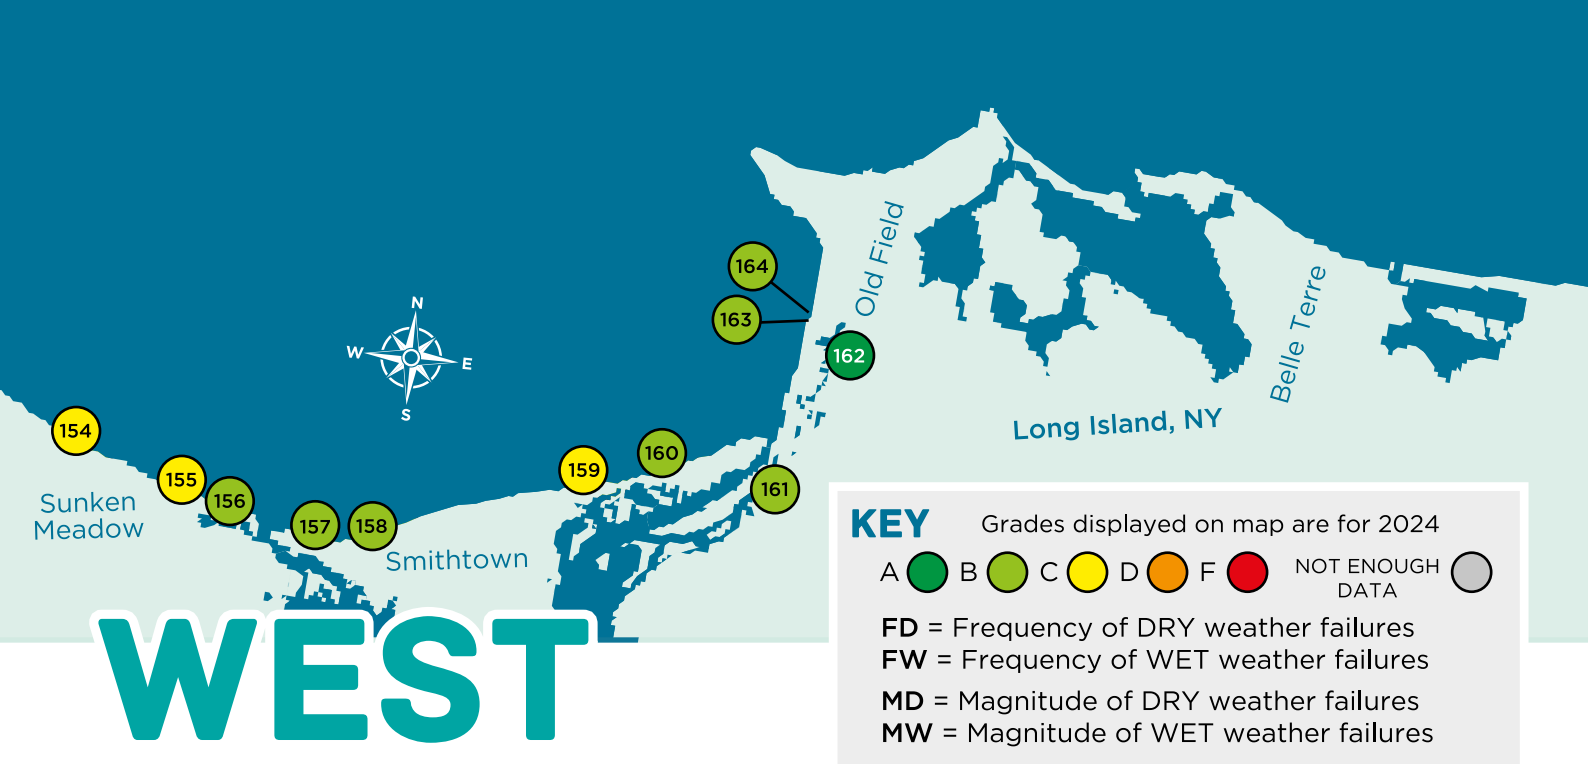 164
Old Field
163
162
N
W
E
S
Belle Terre
Long Island, NY
154
155
156
157
158
159
160
161
Sunken
Meadow
Smithtown
WEST
KEY
Grades displayed on map are for 2024
A B C D F NOT ENOUGH
DATA
FD = Frequency of DRY weather failures
FW = Frequency of WET weather failures
MD = Magnitude of DRY weather failures
MW = Magnitude of WET weather failures